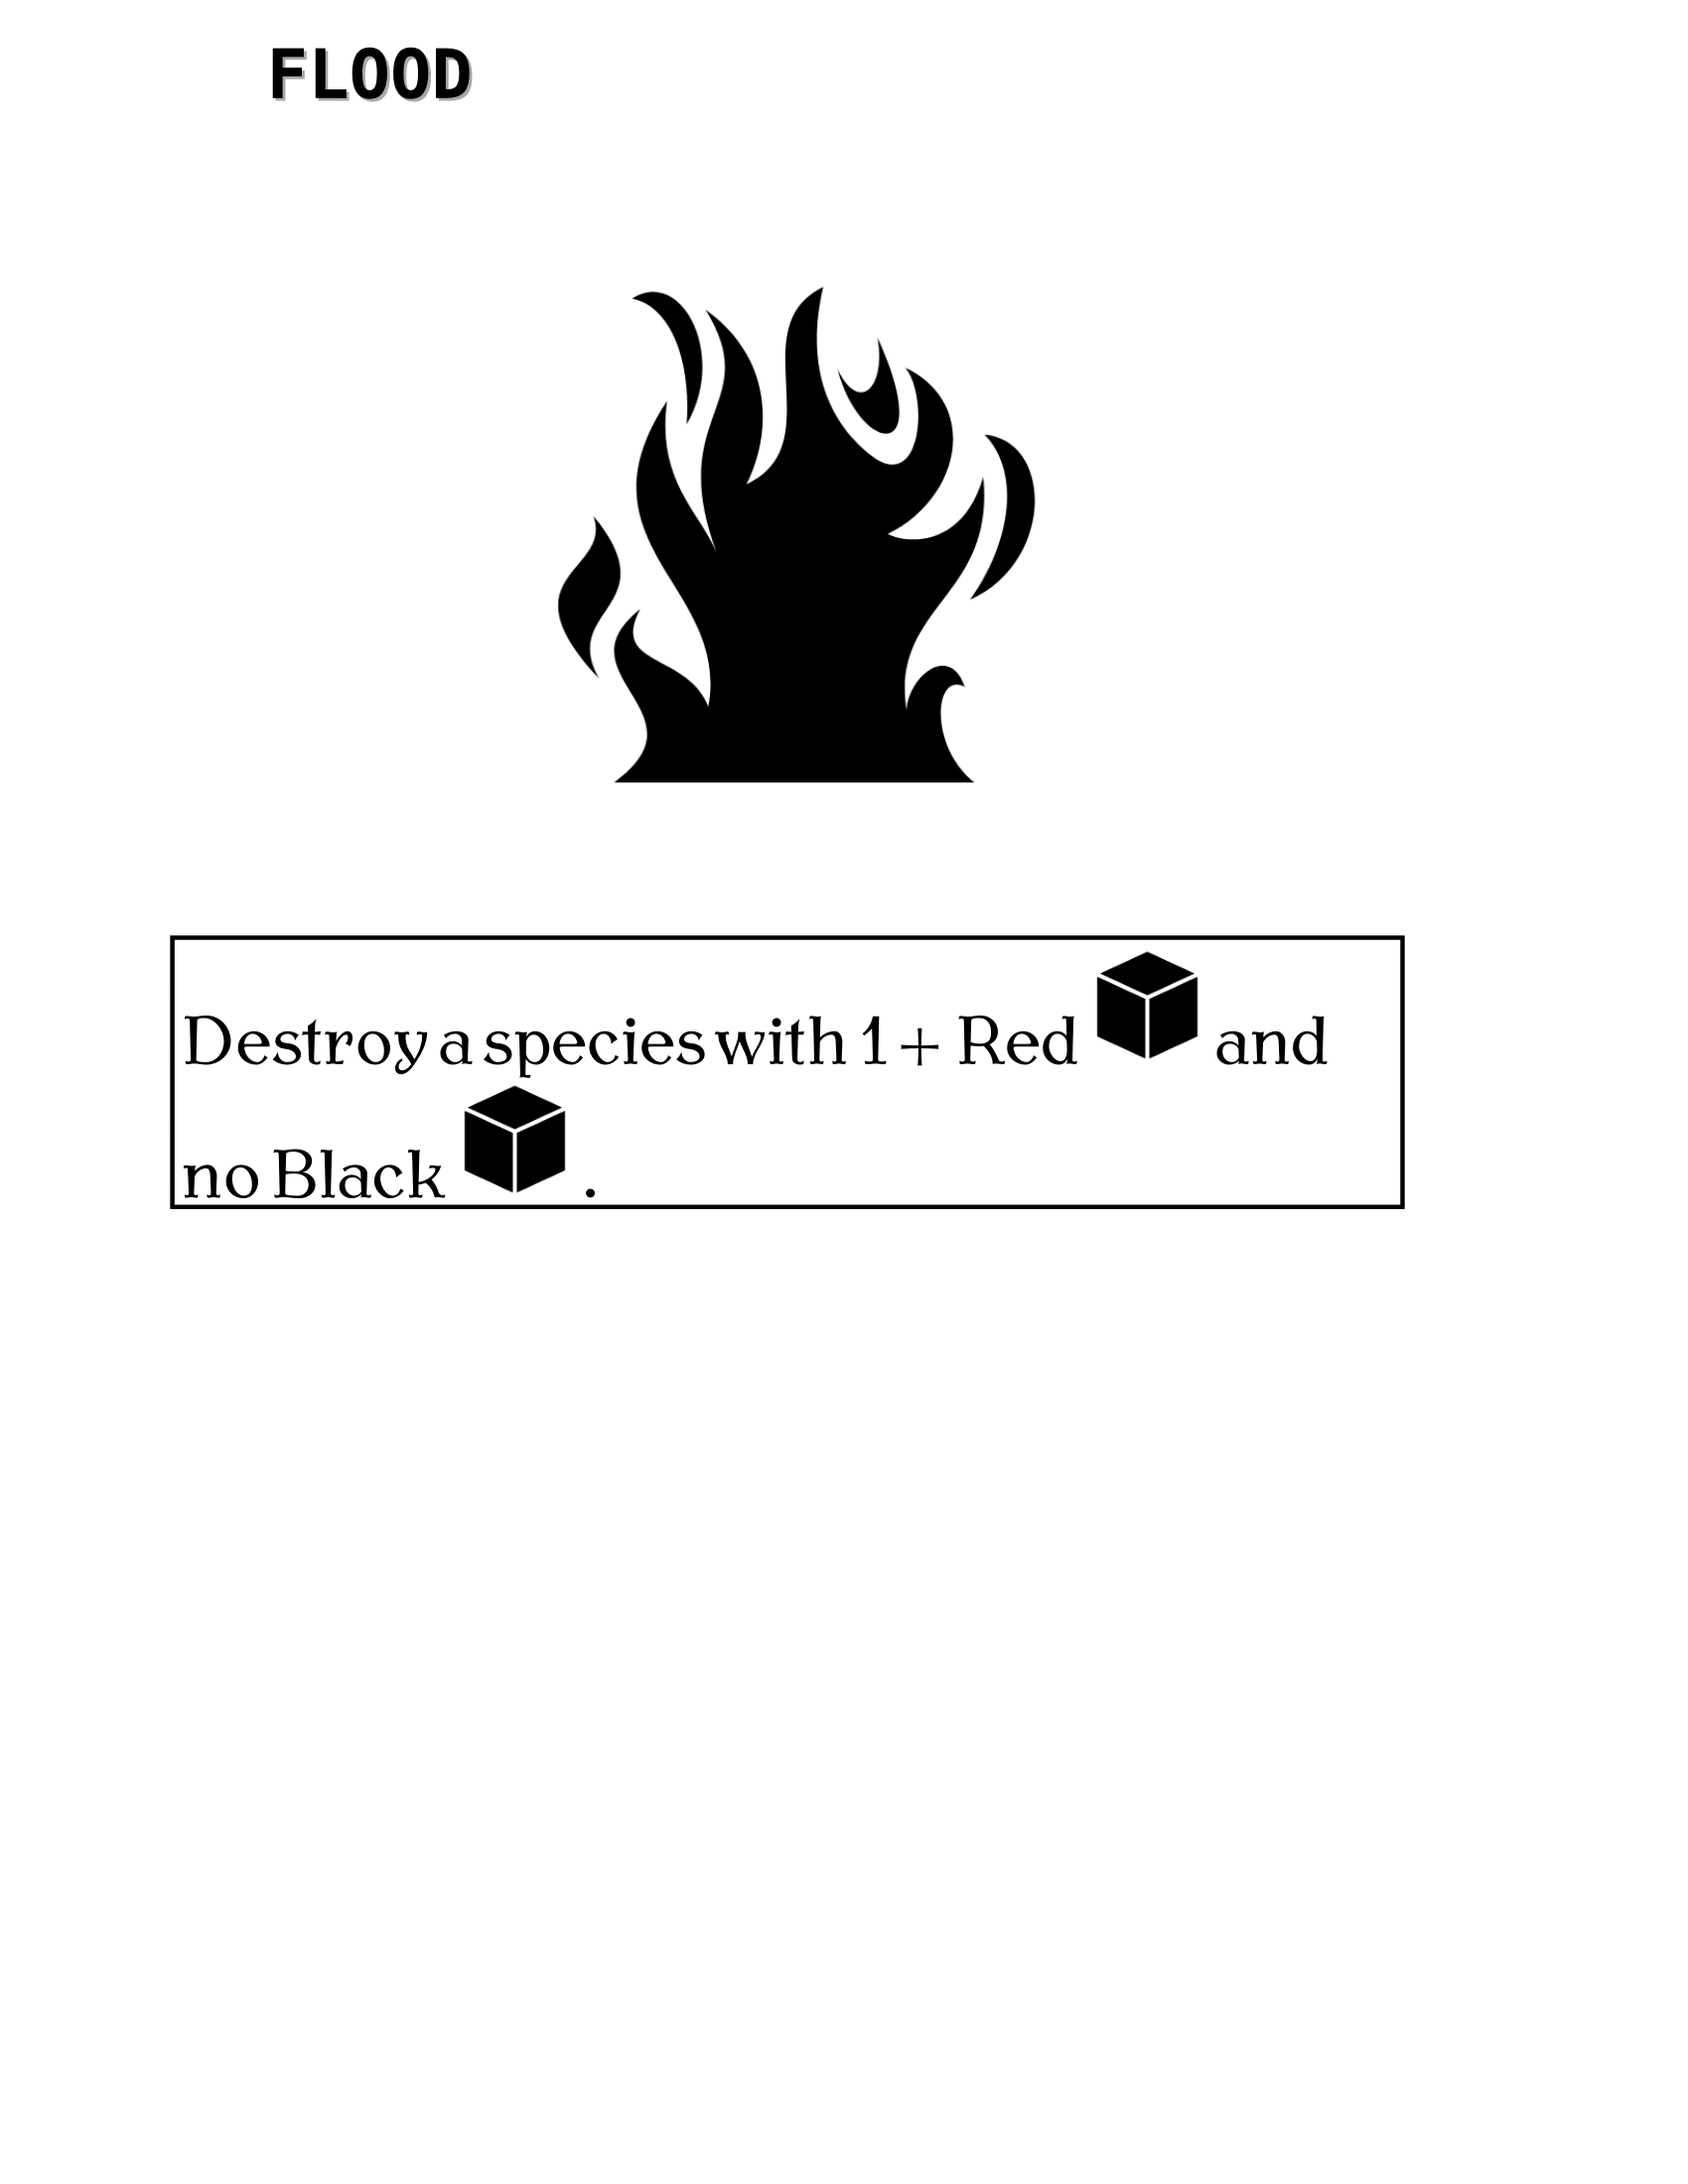 FLOOD
Destroy a species with 1+ Red and
no Black .